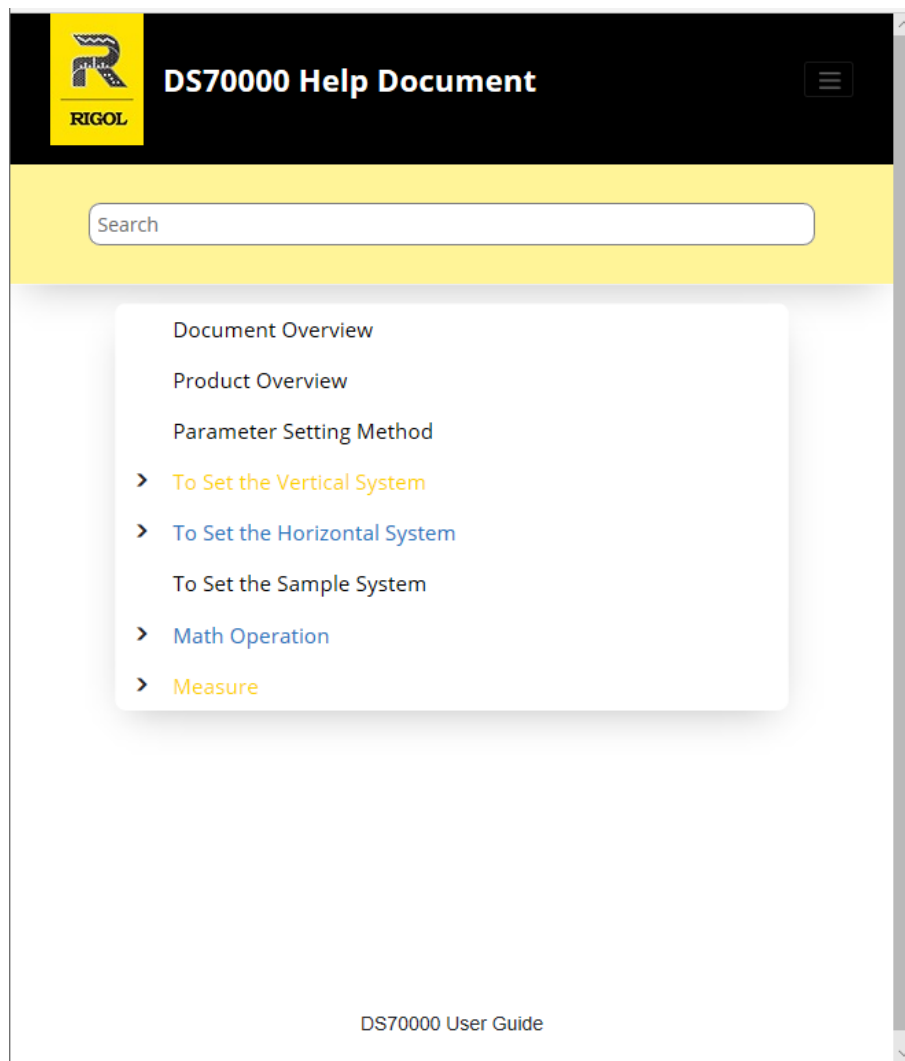 RIGOL
DS70000 Help Document
Search
Document Overview
Product Overview
Parameter Setting Method
To Set the Vertical System
To Set the Horizontal System
To Set the Sample System
Math Operation
Measure
DS70000 User Guide